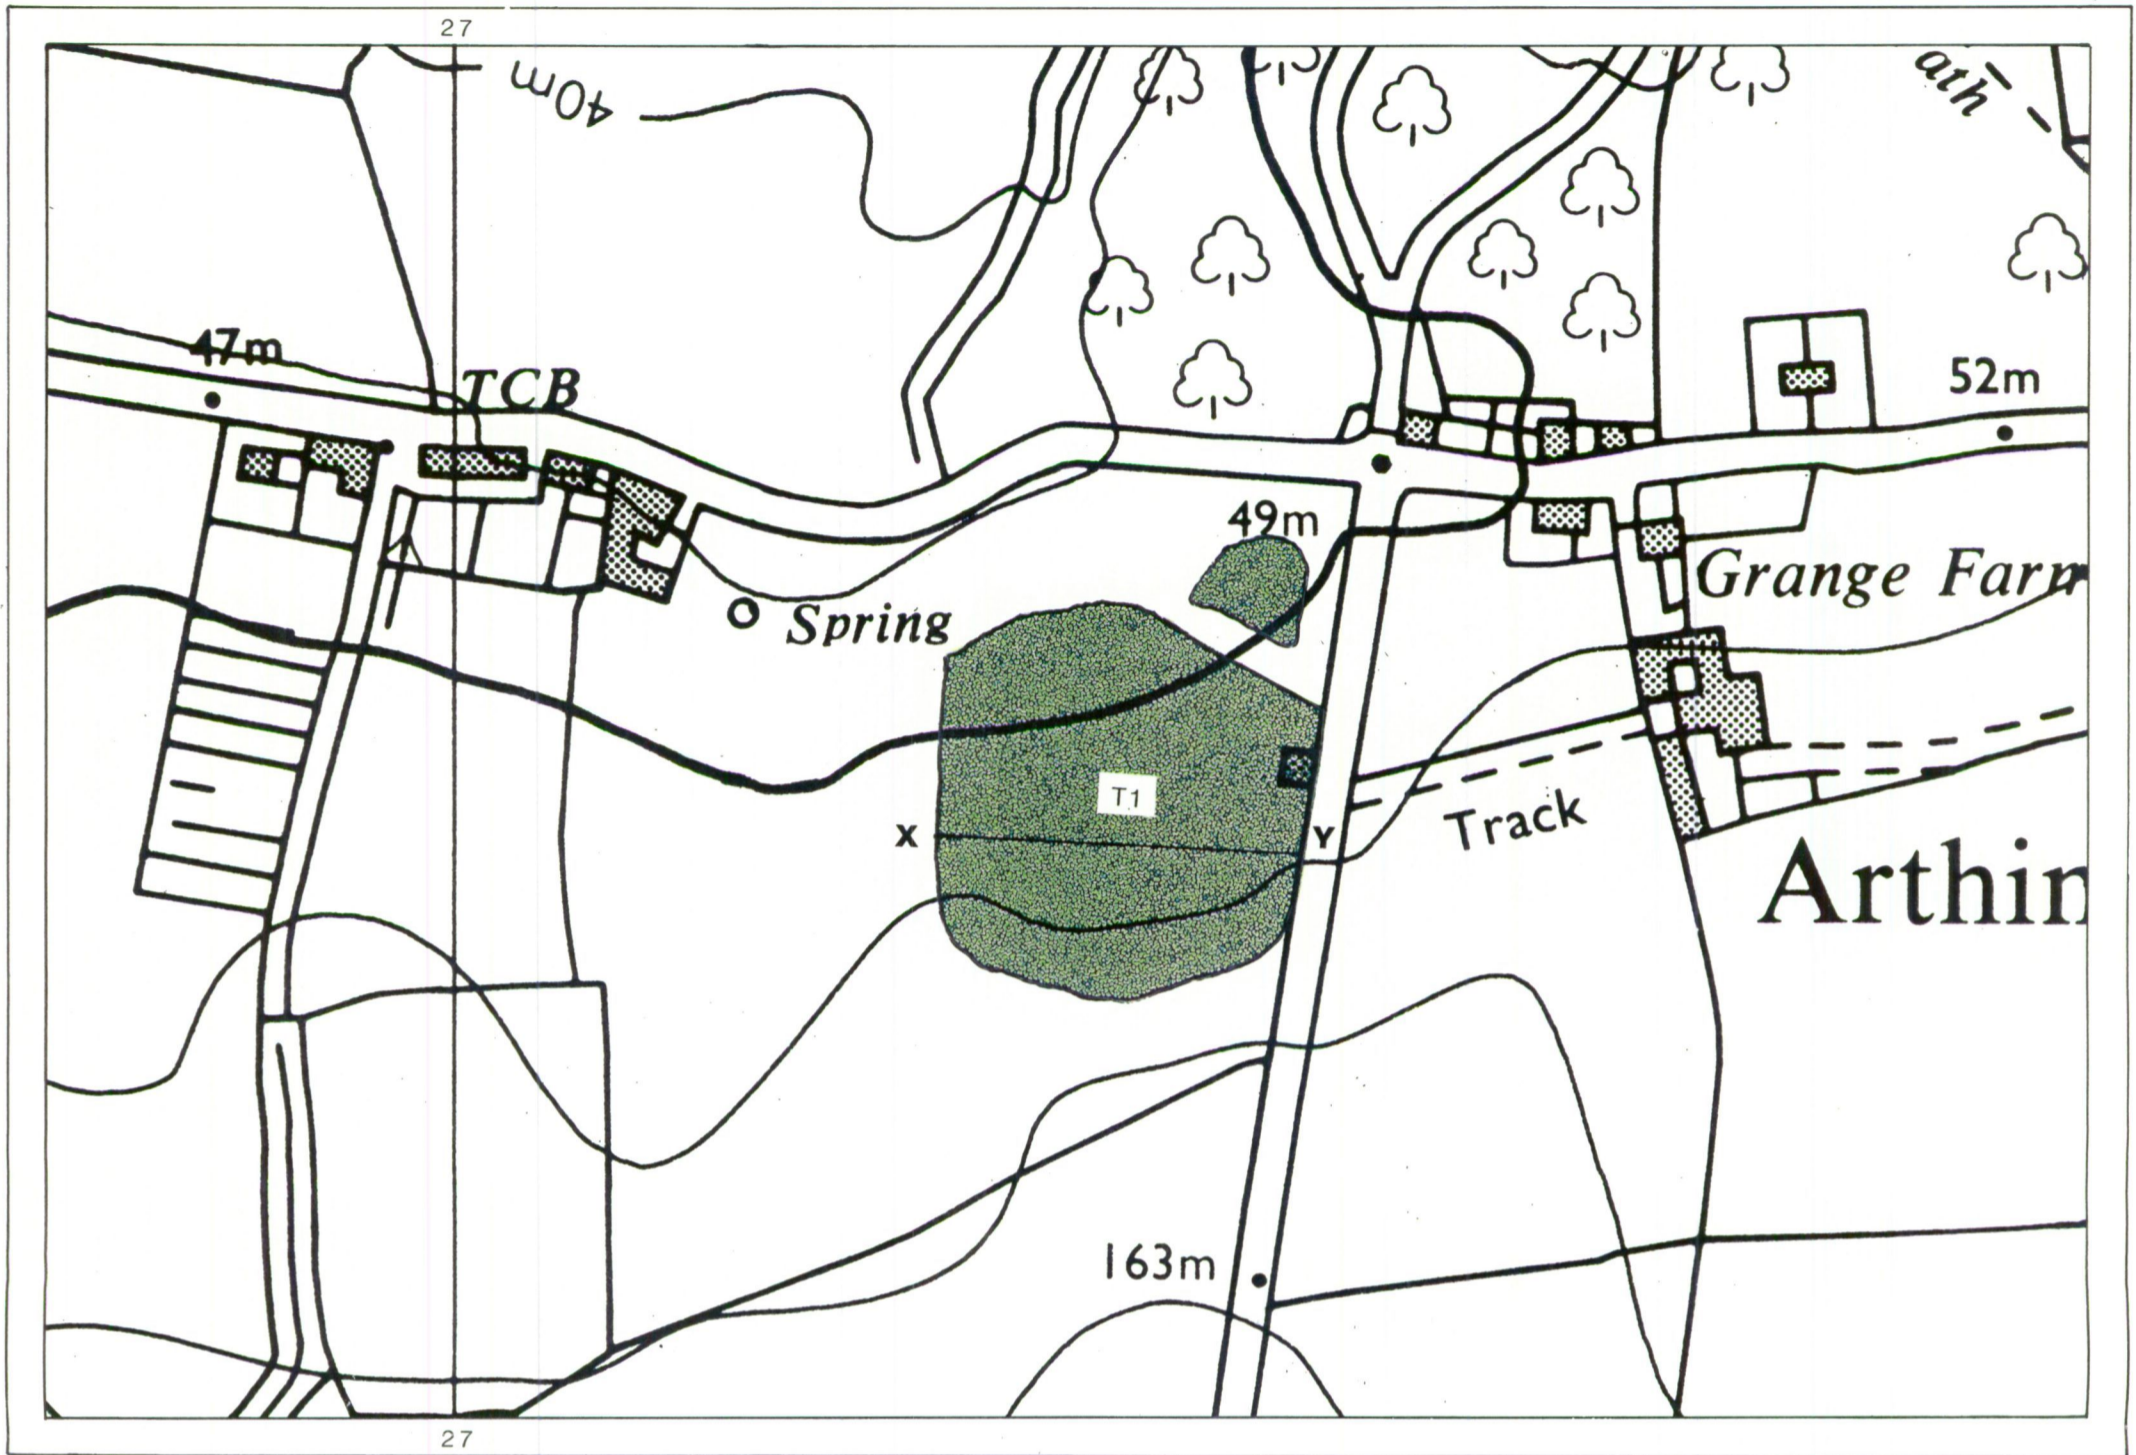 27
40m
ath
47m
TCB
52m
49m
Grange Farm
Spring
T1
X
Y
Track
Arthin
163m
27